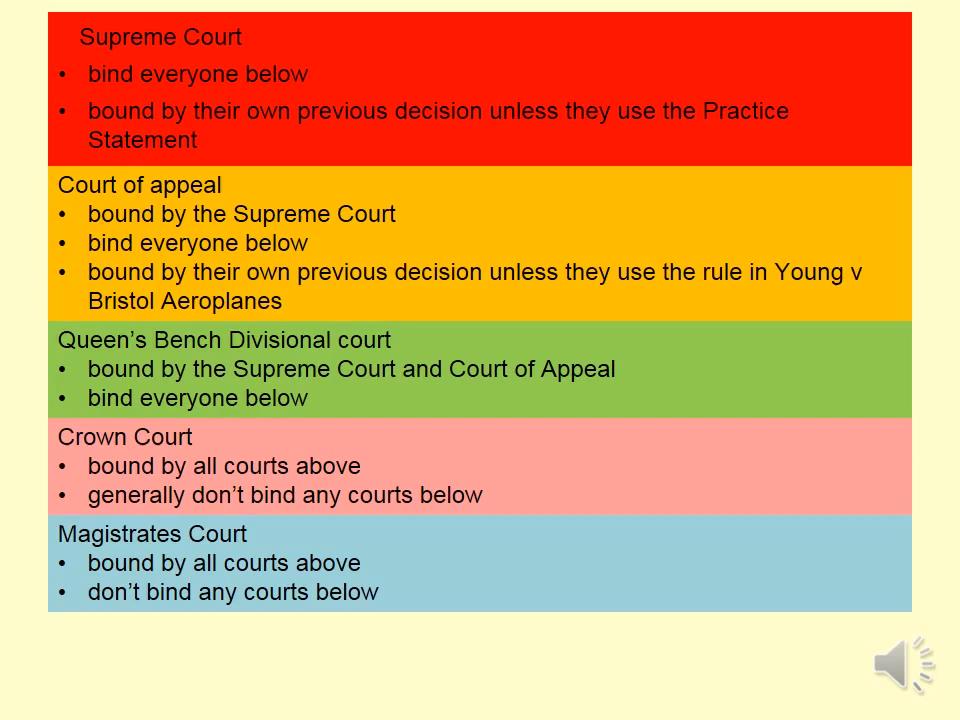 Supreme Court
• bind everyone below
• bound by their own previous decision unless they use the Practice
Statement
Court of appeal
• bound by the Supreme Court
• bind everyone below
• bound by their own previous decision unless they use the rule in Young v
Bristol Aeroplanes
Queen’s Bench Divisional court
• bound by the Supreme Court and Court of Appeal
• bind everyone below
Crown Court
• bound by all courts above
• generally don’t bind any courts below
Magistrates Court
• bound by all courts above
• don’t bind any courts below